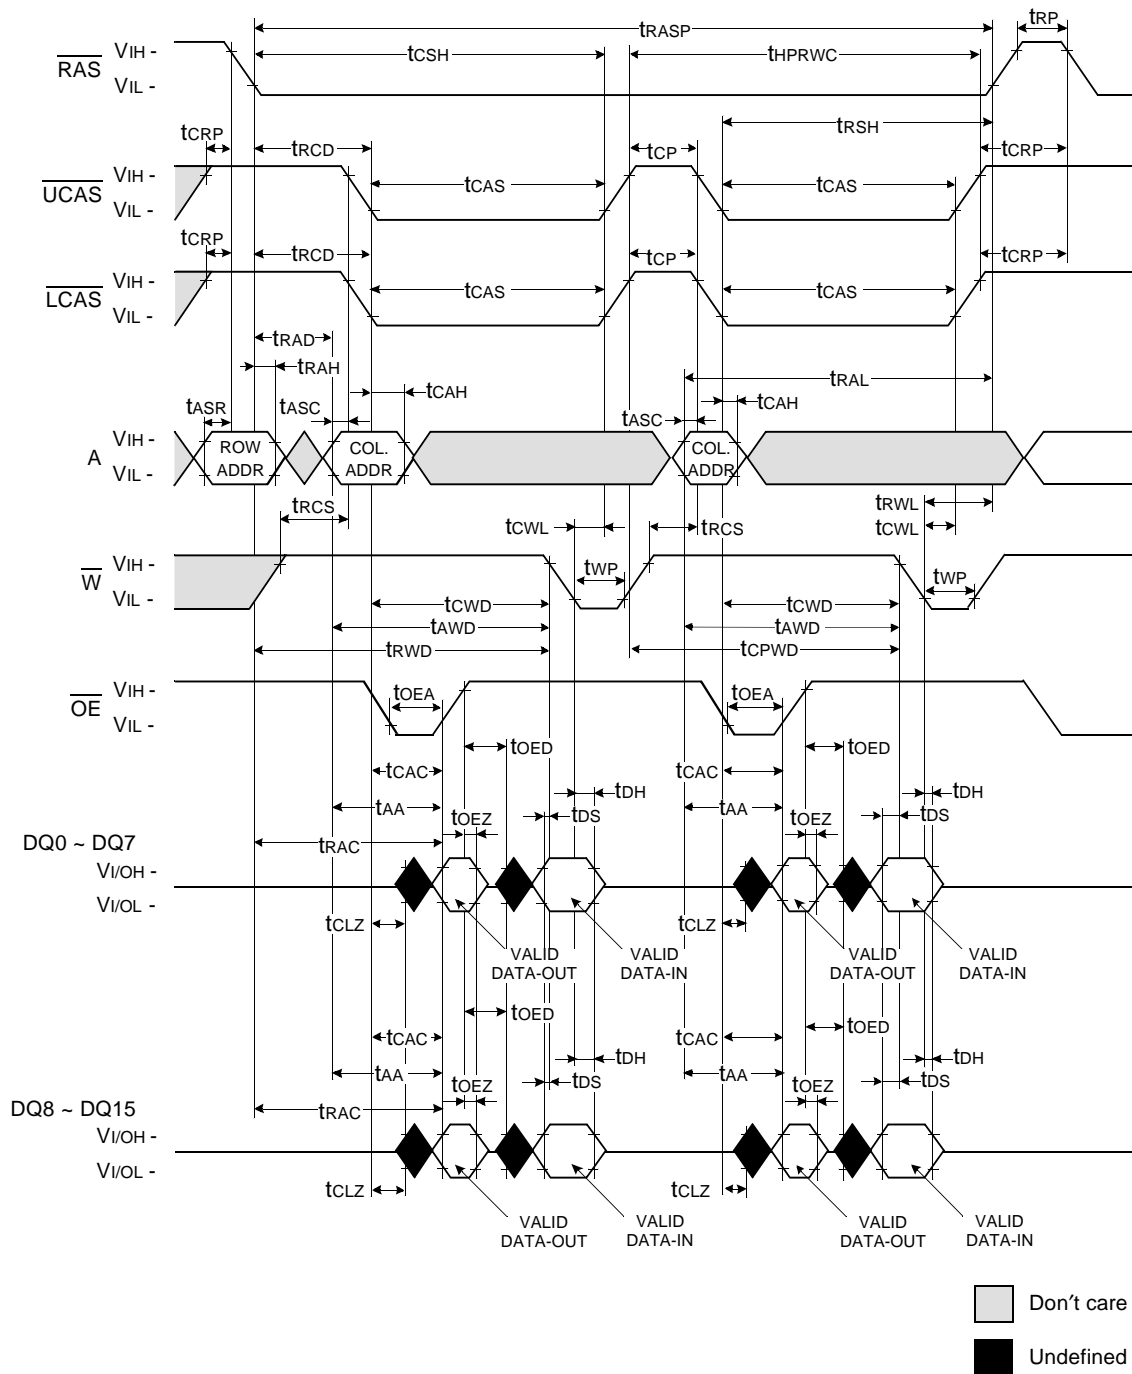 tRASP tRP
RAS VIH - tCSH tHPRWC
VIL -
tRSH
tCRP tRCD tCP tCRP
UCAS VIH - tCAS tCAS
VIL -
tCRP tRCD tCP tCRP
LCAS VIH - tCAS tCAS
VIL -
tRAD
tRAH tRAL
tASR tASC tCAH tASC tCAH
A VIH - ROW ADDR COL. ADDR COL. ADDR
VIL -
tRWL
tRCS tCWL tRCS tCWL
W VIH - tWP tWP
VIL -
tCWD tCWD
tAWD tAWD
tRWD tCPWD
OE VIH - tOEA tOEA
VIL -
tOED tOED
tCAC tCAC
tDH tDH
tAA tOEZ tDS tAA tOEZ tDS
DQ0 ~ DQ7 tRAC
VI/OH -
VI/OL -
tCLZ tCLZ
VALID DATA-OUT VALID DATA-IN VALID DATA-OUT VALID DATA-IN
tOED tOED
tCAC tCAC
tDH tDH
tAA tOEZ tDS tAA tOEZ tDS
DQ8 ~ DQ15 tRAC
VI/OH -
VI/OL -
tCLZ tCLZ
VALID DATA-OUT VALID DATA-IN VALID DATA-OUT VALID DATA-IN
Don't care
Undefined